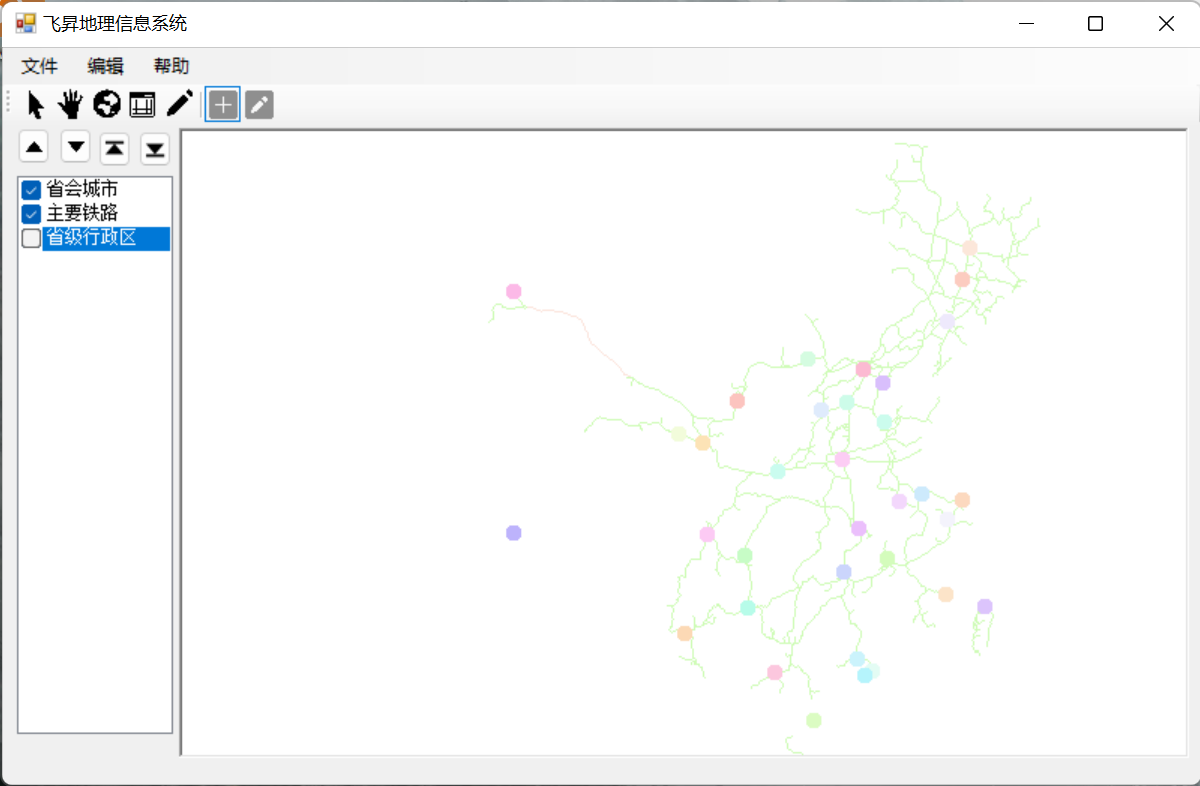 飞昇地理信息系统
文件 编辑 帮助
省会城市
主要铁路
省级行政区